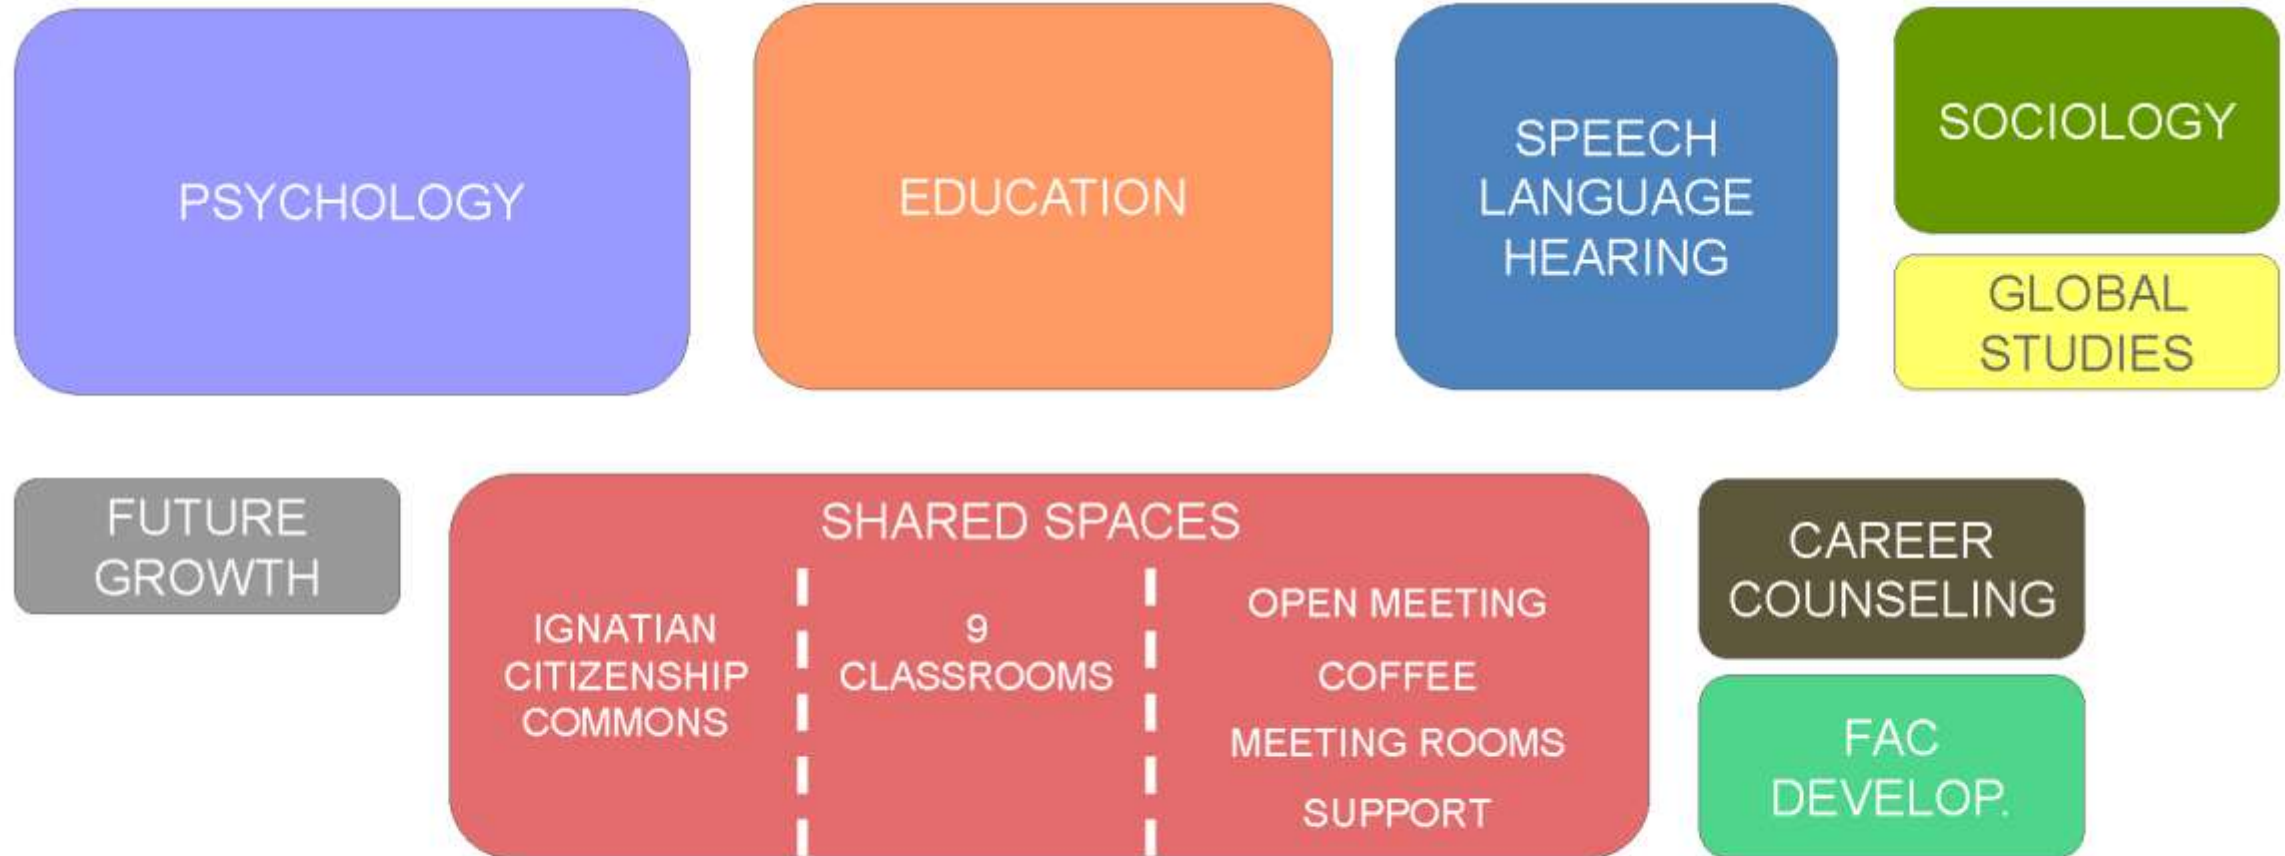 PSYCHOLOGY
EDUCATION
SPEECH
LANGUAGE
HEARING
SOCIOLOGY
GLOBAL
STUDIES
FUTURE
GROWTH
SHARED SPACES
IGNATIAN
CITIZENSHIP
COMMONS
9
CLASSROOMS
OPEN MEETING
COFFEE
MEETING ROOMS
SUPPORT
CAREER
COUNSELING
FAC
DEVELOP.